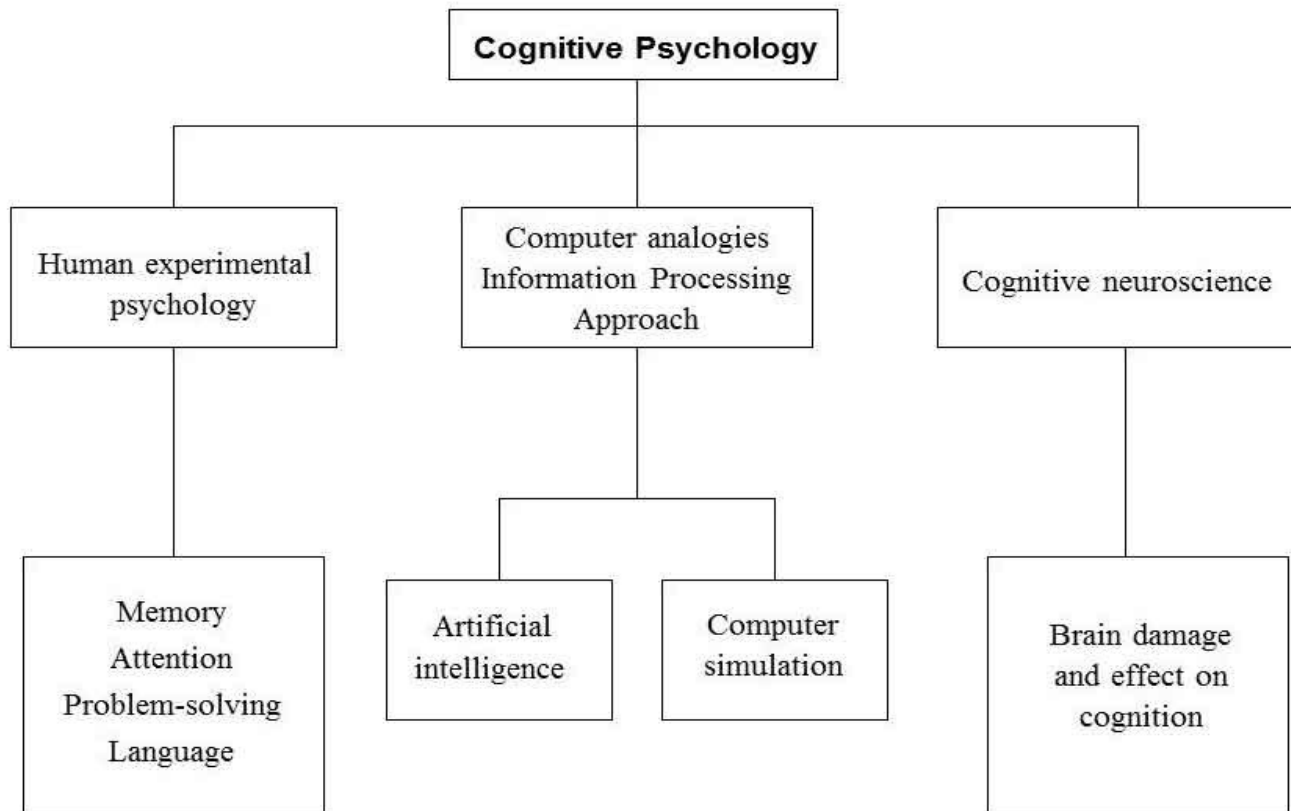 Cognitive Psychology
Human experimental
psychology
Computer analogies
Information Processing
Approach
Cognitive neuroscience
Memory
Attention
Problem-solving
Language
Artificial
intelligence
Computer
simulation
Brain damage
and effect on
cognition